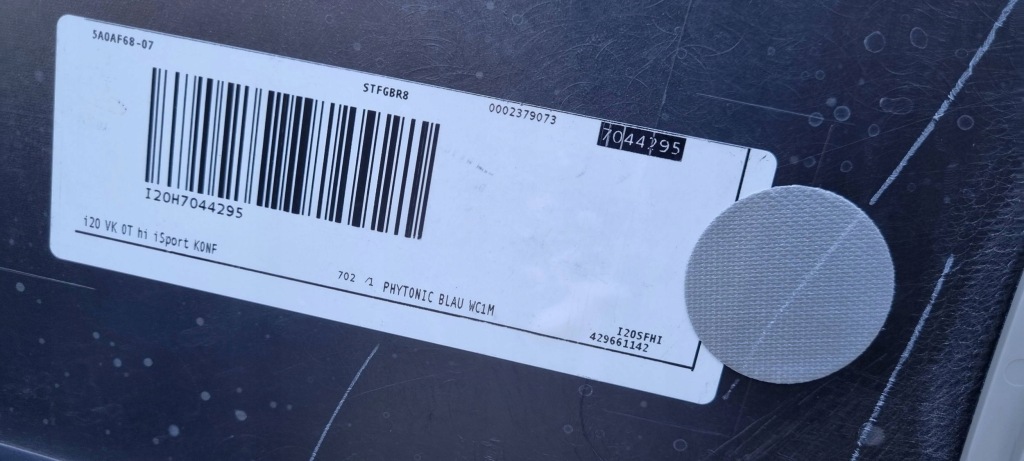 5A0AF68-07
STFGBR8
0002379073
7044295
I20H7044295
i20 VK OT hi iSport KONF
702 /1 PHYTONIC BLAU WC1M
I20SFHI
429661142